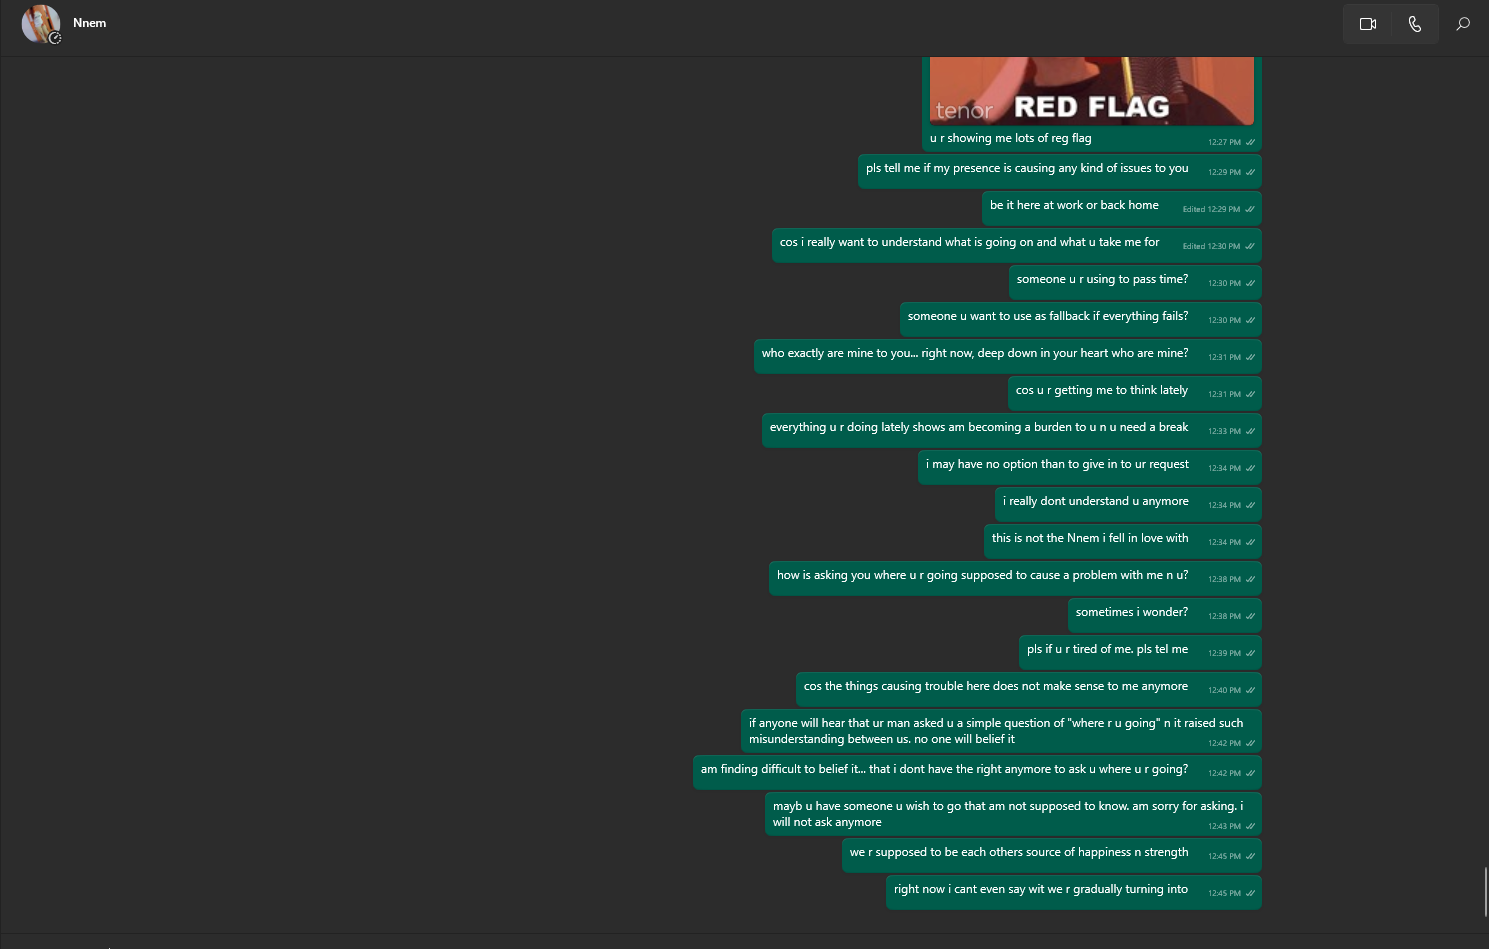 Nnem
tenor RED FLAG
u r showing me lots of reg flag
12:27 PM
pls tell me if my presence is causing any kind of issues to you 12:29 PM
be it here at work or back home Edited 12:29 PM
cos i really want to understand what is going on and what u take me for Edited 12:30 PM
someone u r using to pass time? 12:30 PM
someone u want to use as fallback if everything fails? 12:30 PM
who exactly are mine to you... right now, deep down in your heart who are mine? 12:31 PM
cos u r getting me to think lately 12:31 PM
everything u r doing lately shows am becoming a burden to u n u need a break 12:33 PM
i may have no option than to give in to ur request 12:34 PM
i really dont understand u anymore 12:34 PM
this is not the Nnem i fell in love with 12:34 PM
how is asking you where u r going supposed to cause a problem with me n u? 12:38 PM
sometimes i wonder? 12:38 PM
pls if u r tired of me. pls tel me 12:39 PM
cos the things causing trouble here does not make sense to me anymore 12:40 PM
if anyone will hear that ur man asked u a simple question of "where r u going" n it raised such
misunderstanding between us. no one will belief it 12:42 PM
am finding difficult to belief it... that i dont have the right anymore to ask u where u r going? 12:42 PM
mayb u have someone u wish to go that am not supposed to know. am sorry for asking. i
will not ask anymore 12:43 PM
we r supposed to be each others source of happiness n strength 12:45 PM
right now i cant even say wit we r gradually turning into 12:45 PM